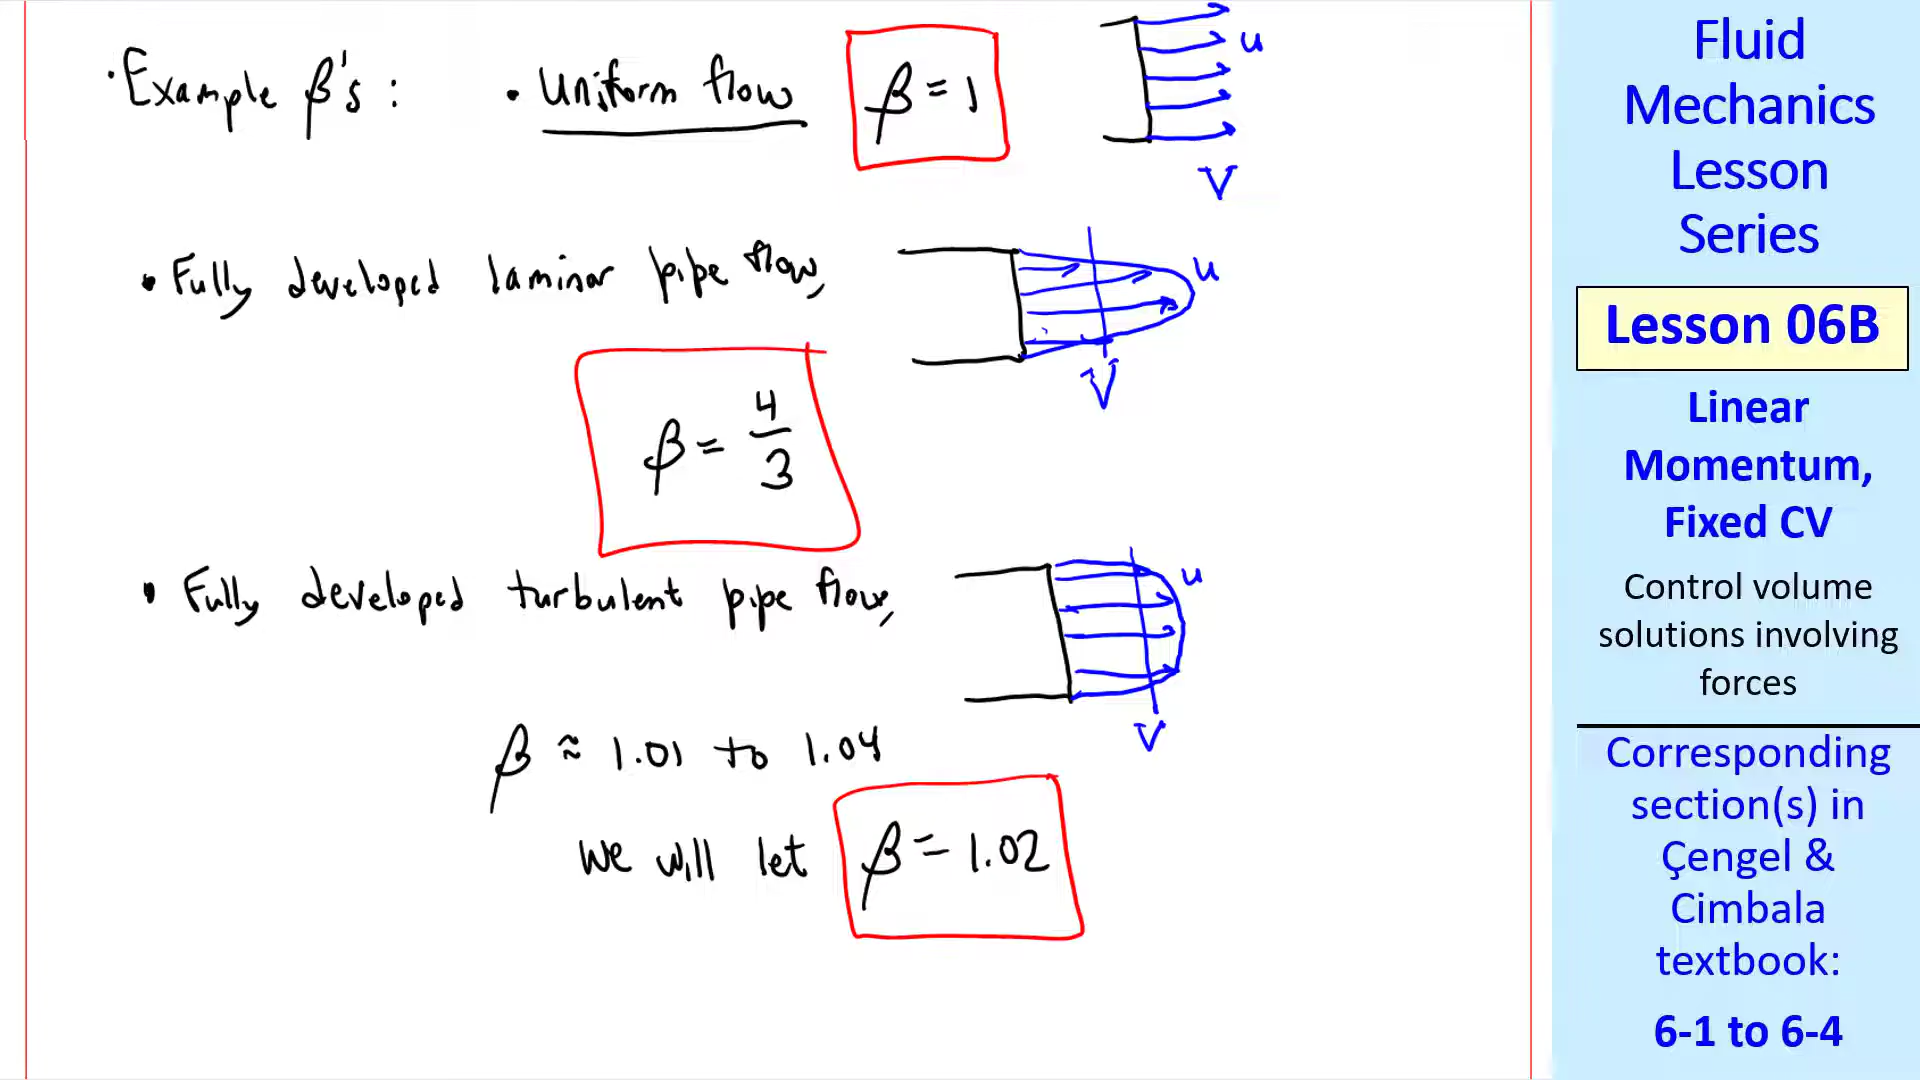 · Example β's : • Uniform flow β = 1
u
V
• Fully developed laminar pipe flow,
u
V
β = 4/3
• Fully developed turbulent pipe flow,
u
V
β ≈ 1.01 to 1.04
we will let β = 1.02
Fluid
Mechanics
Lesson
Series
Lesson 06B
Linear
Momentum,
Fixed CV
Control volume
solutions involving
forces
Corresponding
section(s) in
Çengel &
Cimbala
textbook:
6-1 to 6-4